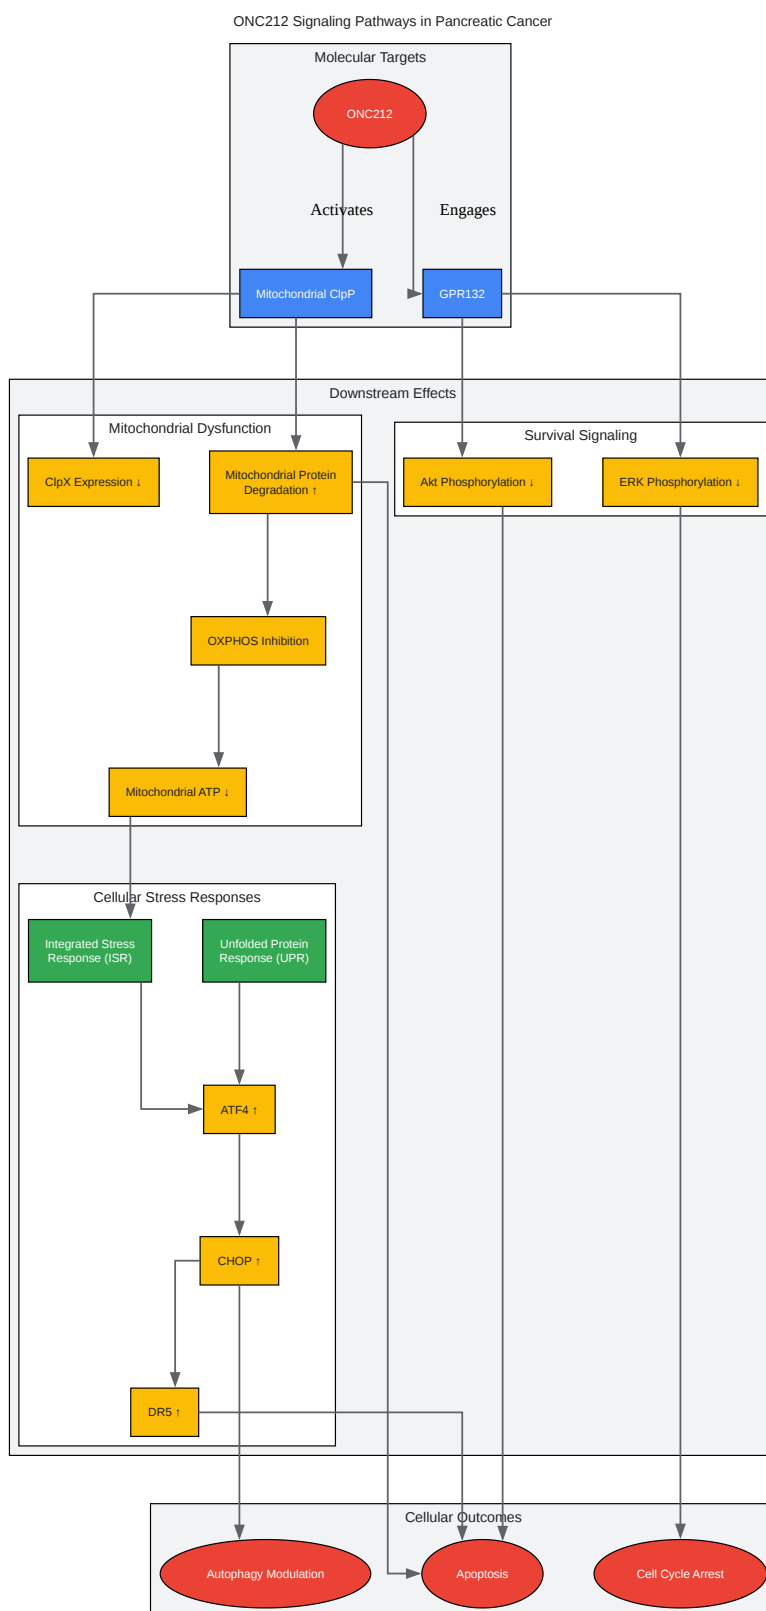 ONC212 Signaling Pathways in Pancreatic Cancer
Molecular Targets
ONC212
Activates
Engages
Mitochondrial ClpP
GPR132
Downstream Effects
Mitochondrial Dysfunction
Survival Signaling
ClpX Expression ↓
Mitochondrial Protein
Degradation ↑
Akt Phosphorylation ↓
ERK Phosphorylation ↓
OXPHOS Inhibition
Mitochondrial ATP ↓
Cellular Stress Responses
Integrated Stress
Response (ISR)
Unfolded Protein
Response (UPR)
ATF4 ↑
CHOP ↑
DR5 ↑
Cellular Outcomes
Autophagy Modulation
Apoptosis
Cell Cycle Arrest